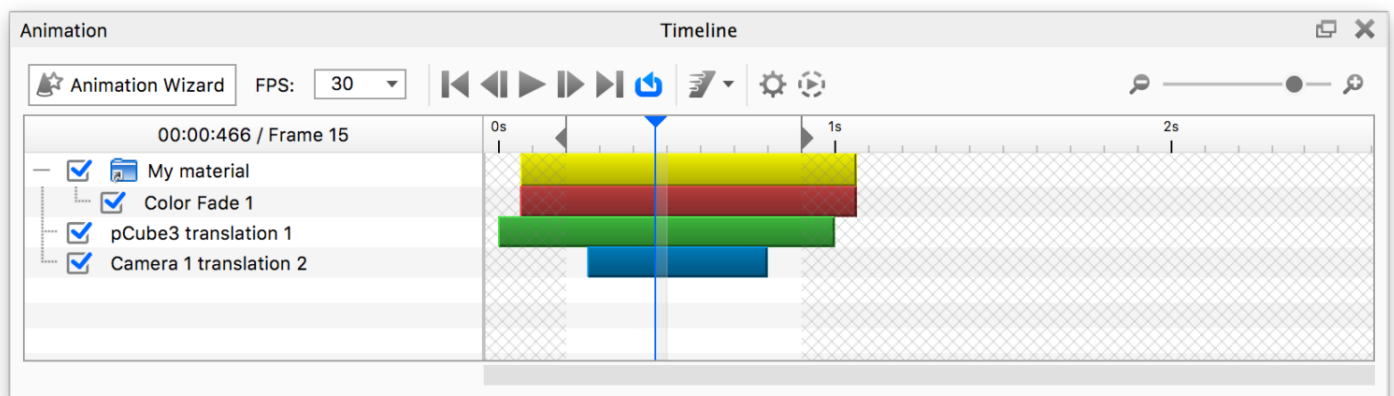 Animation Timeline
Animation Wizard FPS: 30
00:00:466 / Frame 15 0s 1s 2s
My material
Color Fade 1
pCube3 translation 1
Camera 1 translation 2